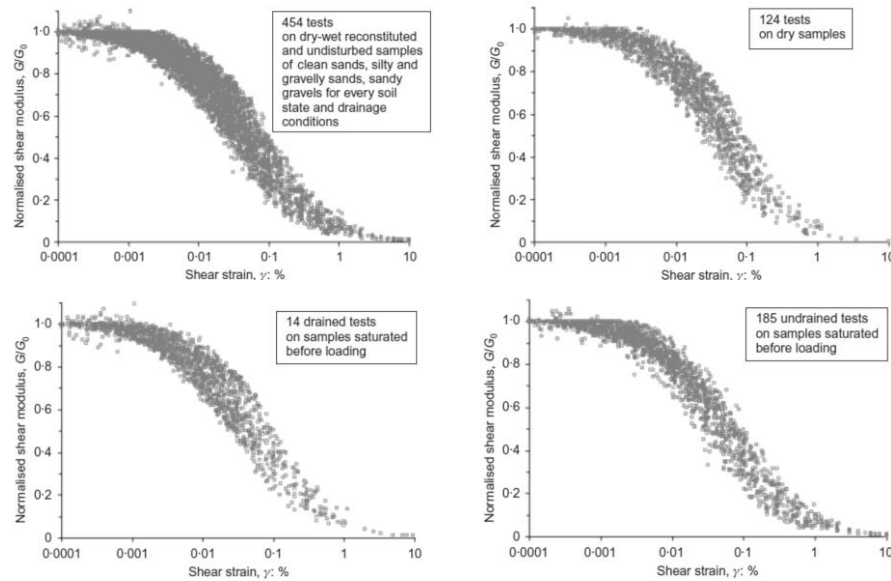 Normalised shear modulus, G/G₀
1·0
0·8
0·6
0·4
0·2
0
454 tests
on dry-wet reconstituted
and undisturbed samples
of clean sands, silty and
gravelly sands, sandy
gravels for every soil
state and drainage
conditions
0·0001 0·001 0·01 0·1 1 10
Shear strain, γ: %
Normalised shear modulus, G/G₀
1·0
0·8
0·6
0·4
0·2
0
124 tests
on dry samples
0·0001 0·001 0·01 0·1 1 10
Shear strain, γ: %
Normalised shear modulus, G/G₀
1·0
0·8
0·6
0·4
0·2
0
14 drained tests
on samples saturated
before loading
0·0001 0·001 0·01 0·1 1 10
Shear strain, γ: %
Normalised shear modulus, G/G₀
1·0
0·8
0·6
0·4
0·2
0
185 undrained tests
on samples saturated
before loading
0·0001 0·001 0·01 0·1 1 10
Shear strain, γ: %